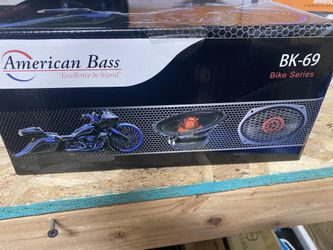 American Bass
"Excellence In Sound"
BK-69
Bike Series